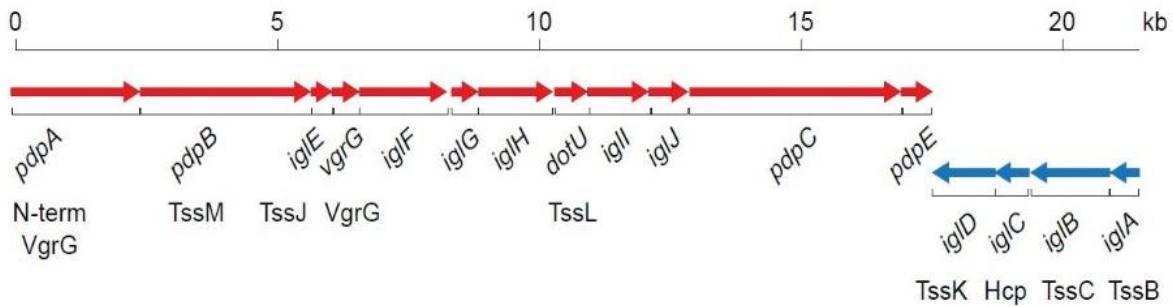 0 5 10 15 20 kb
pdpA pdpB iglE vgrG iglF iglG iglH dotU iglI iglJ pdpC pdpE
N-term TssM TssJ VgrG TssL
VgrG
iglD iglC iglB iglA
TssK Hcp TssC TssB